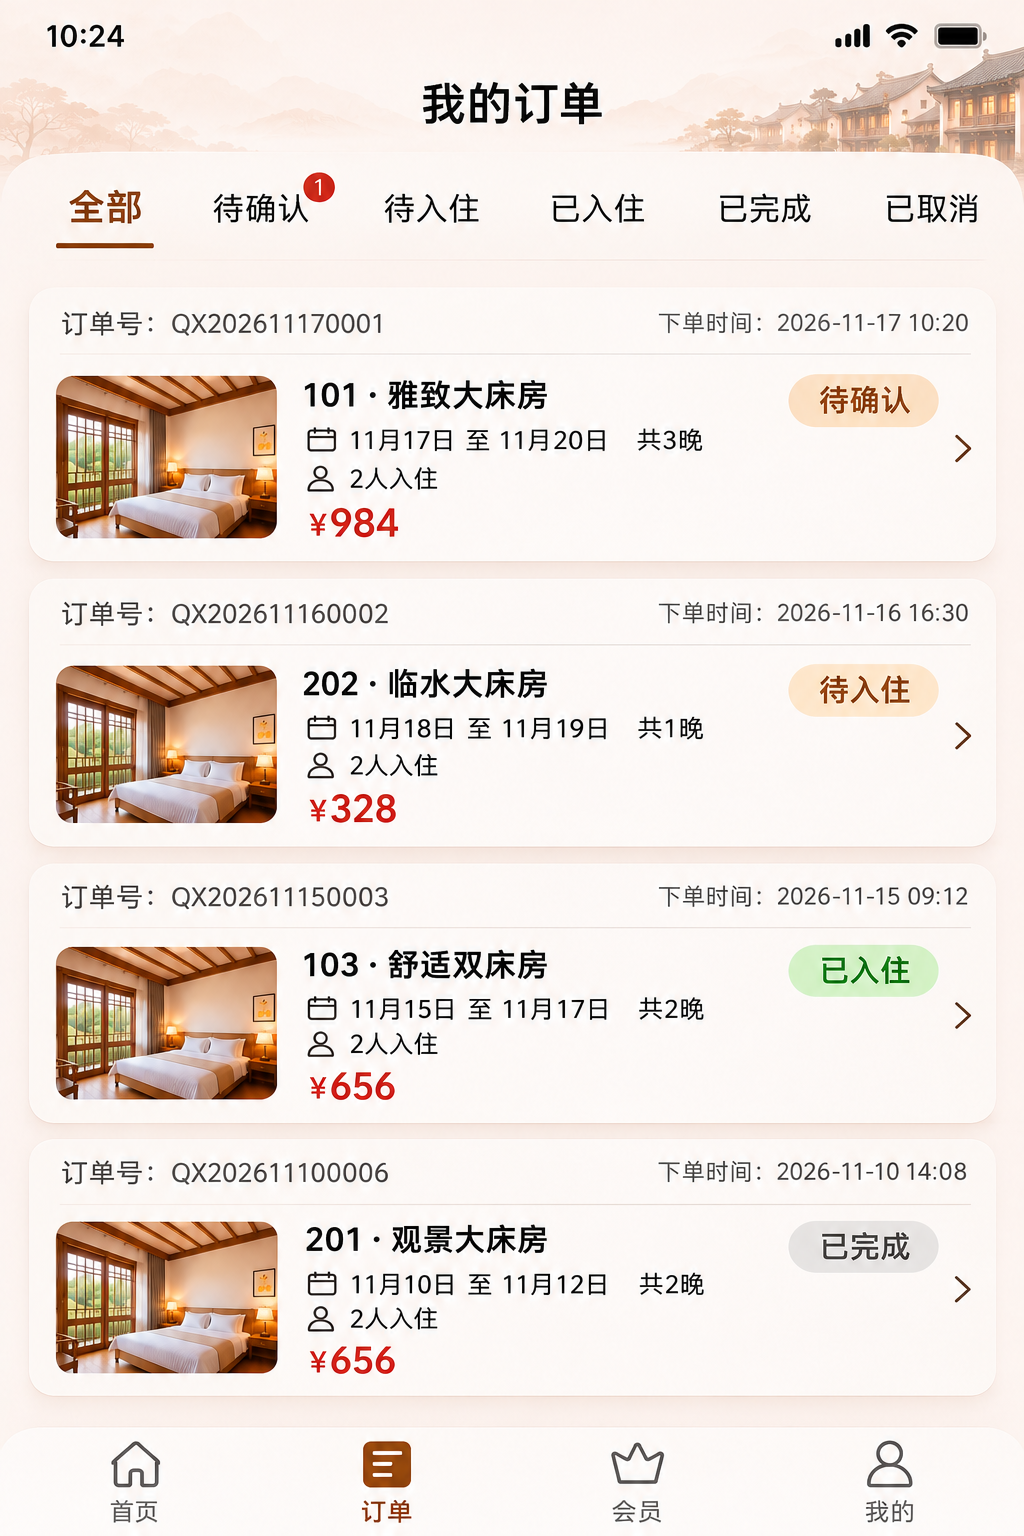 10:24
我的订单
全部 待确认 1 待入住 已入住 已完成 已取消
订单号：QX202611170001 下单时间：2026-11-17 10:20
101 · 雅致大床房 待确认
11月17日 至 11月20日 共3晚
2人入住
¥984
订单号：QX202611160002 下单时间：2026-11-16 16:30
202 · 临水大床房 待入住
11月18日 至 11月19日 共1晚
2人入住
¥328
订单号：QX202611150003 下单时间：2026-11-15 09:12
103 · 舒适双床房 已入住
11月15日 至 11月17日 共2晚
2人入住
¥656
订单号：QX202611100006 下单时间：2026-11-10 14:08
201 · 观景大床房 已完成
11月10日 至 11月12日 共2晚
2人入住
¥656
首页 订单 会员 我的